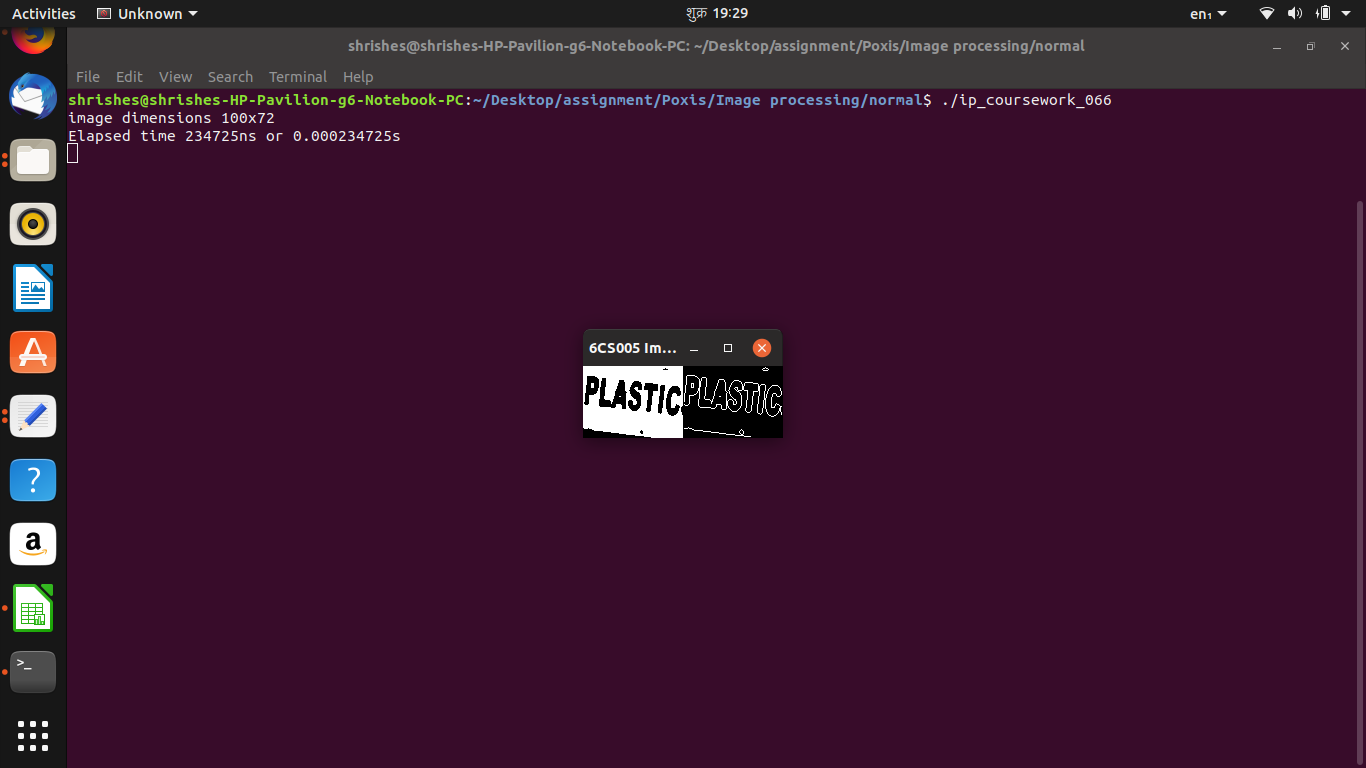 Activities Unknown शुक्र 19:29 en₁
shrishes@shrishes-HP-Pavilion-g6-Notebook-PC: ~/Desktop/assignment/Poxis/Image processing/normal
File Edit View Search Terminal Help
shrishes@shrishes-HP-Pavilion-g6-Notebook-PC:~/Desktop/assignment/Poxis/Image processing/normal$ ./ip_coursework_066
image dimensions 100x72
Elapsed time 234725ns or 0.000234725s
6CS005 Im...
PLASTIC PLASTIC
?
a
>_